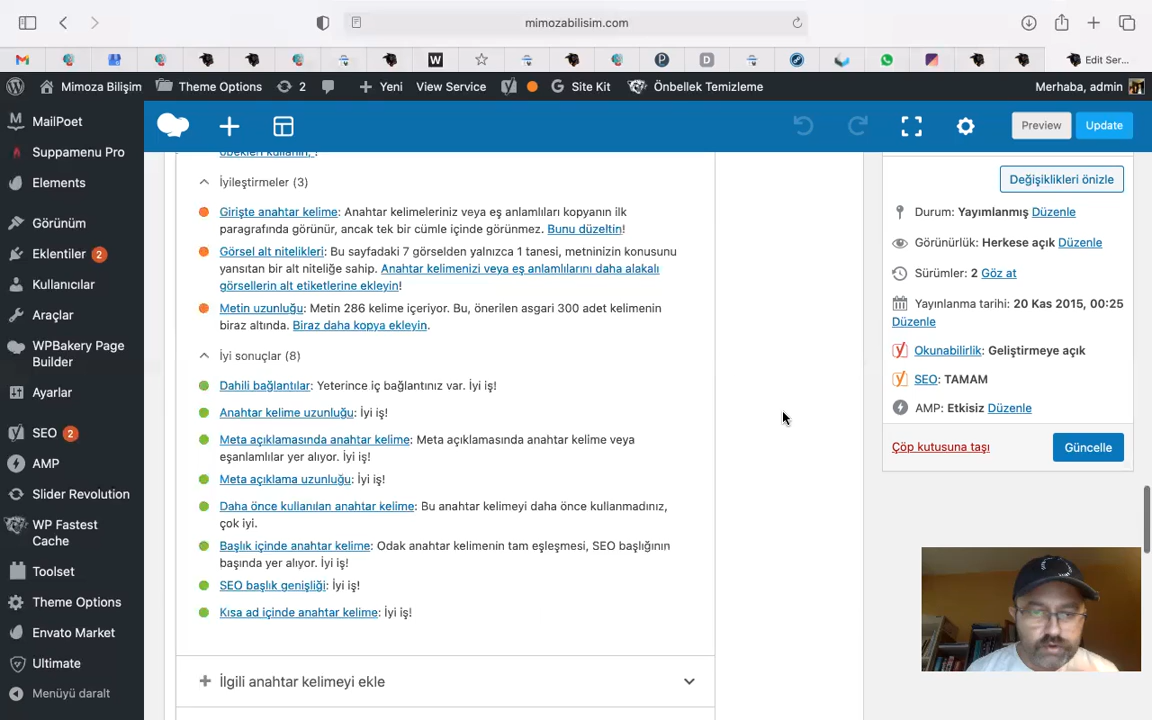 mimozabilisim.com
Edit Ser...
Mimoza Bilişim
Theme Options
2
Yeni
View Service
Site Kit
Önbellek Temizleme
Merhaba, admin
MailPoet
Suppamenu Pro
Elements
Görünüm
Eklentiler 2
Kullanıcılar
Araçlar
WPBakery Page
Builder
Ayarlar
SEO 2
AMP
Slider Revolution
WP Fastest
Cache
Toolset
Theme Options
Envato Market
Ultimate
Menüyü daralt
Preview
Update
öbekleri kullanın, !
İyileştirmeler (3)
Girişte anahtar kelime: Anahtar kelimeleriniz veya eş anlamlıları kopyanın ilk
paragrafında görünür, ancak tek bir cümle içinde görünmez. Bunu düzeltin!
Görsel alt nitelikleri: Bu sayfadaki 7 görselden yalnızca 1 tanesi, metninizin konusunu
yansıtan bir alt niteliğe sahip. Anahtar kelimenizi veya eş anlamlılarını daha alakalı
görsellerin alt etiketlerine ekleyin!
Metin uzunluğu: Metin 286 kelime içeriyor. Bu, önerilen asgari 300 adet kelimenin
biraz altında. Biraz daha kopya ekleyin.
İyi sonuçlar (8)
Dahili bağlantılar: Yeterince iç bağlantınız var. İyi iş!
Anahtar kelime uzunluğu: İyi iş!
Meta açıklamasında anahtar kelime: Meta açıklamasında anahtar kelime veya
eşanlamlılar yer alıyor. İyi iş!
Meta açıklama uzunluğu: İyi iş!
Daha önce kullanılan anahtar kelime: Bu anahtar kelimeyi daha önce kullanmadınız,
çok iyi.
Başlık içinde anahtar kelime: Odak anahtar kelimenin tam eşleşmesi, SEO başlığının
başında yer alıyor. İyi iş!
SEO başlık genişliği: İyi iş!
Kısa ad içinde anahtar kelime: İyi iş!
İlgili anahtar kelimeyi ekle
Değişiklikleri önizle
Durum: Yayımlanmış Düzenle
Görünürlük: Herkese açık Düzenle
Sürümler: 2 Göz at
Yayınlanma tarihi: 20 Kas 2015, 00:25
Düzenle
Okunabilirlik: Geliştirmeye açık
SEO: TAMAM
AMP: Etkisiz Düzenle
Çöp kutusuna taşı
Güncelle